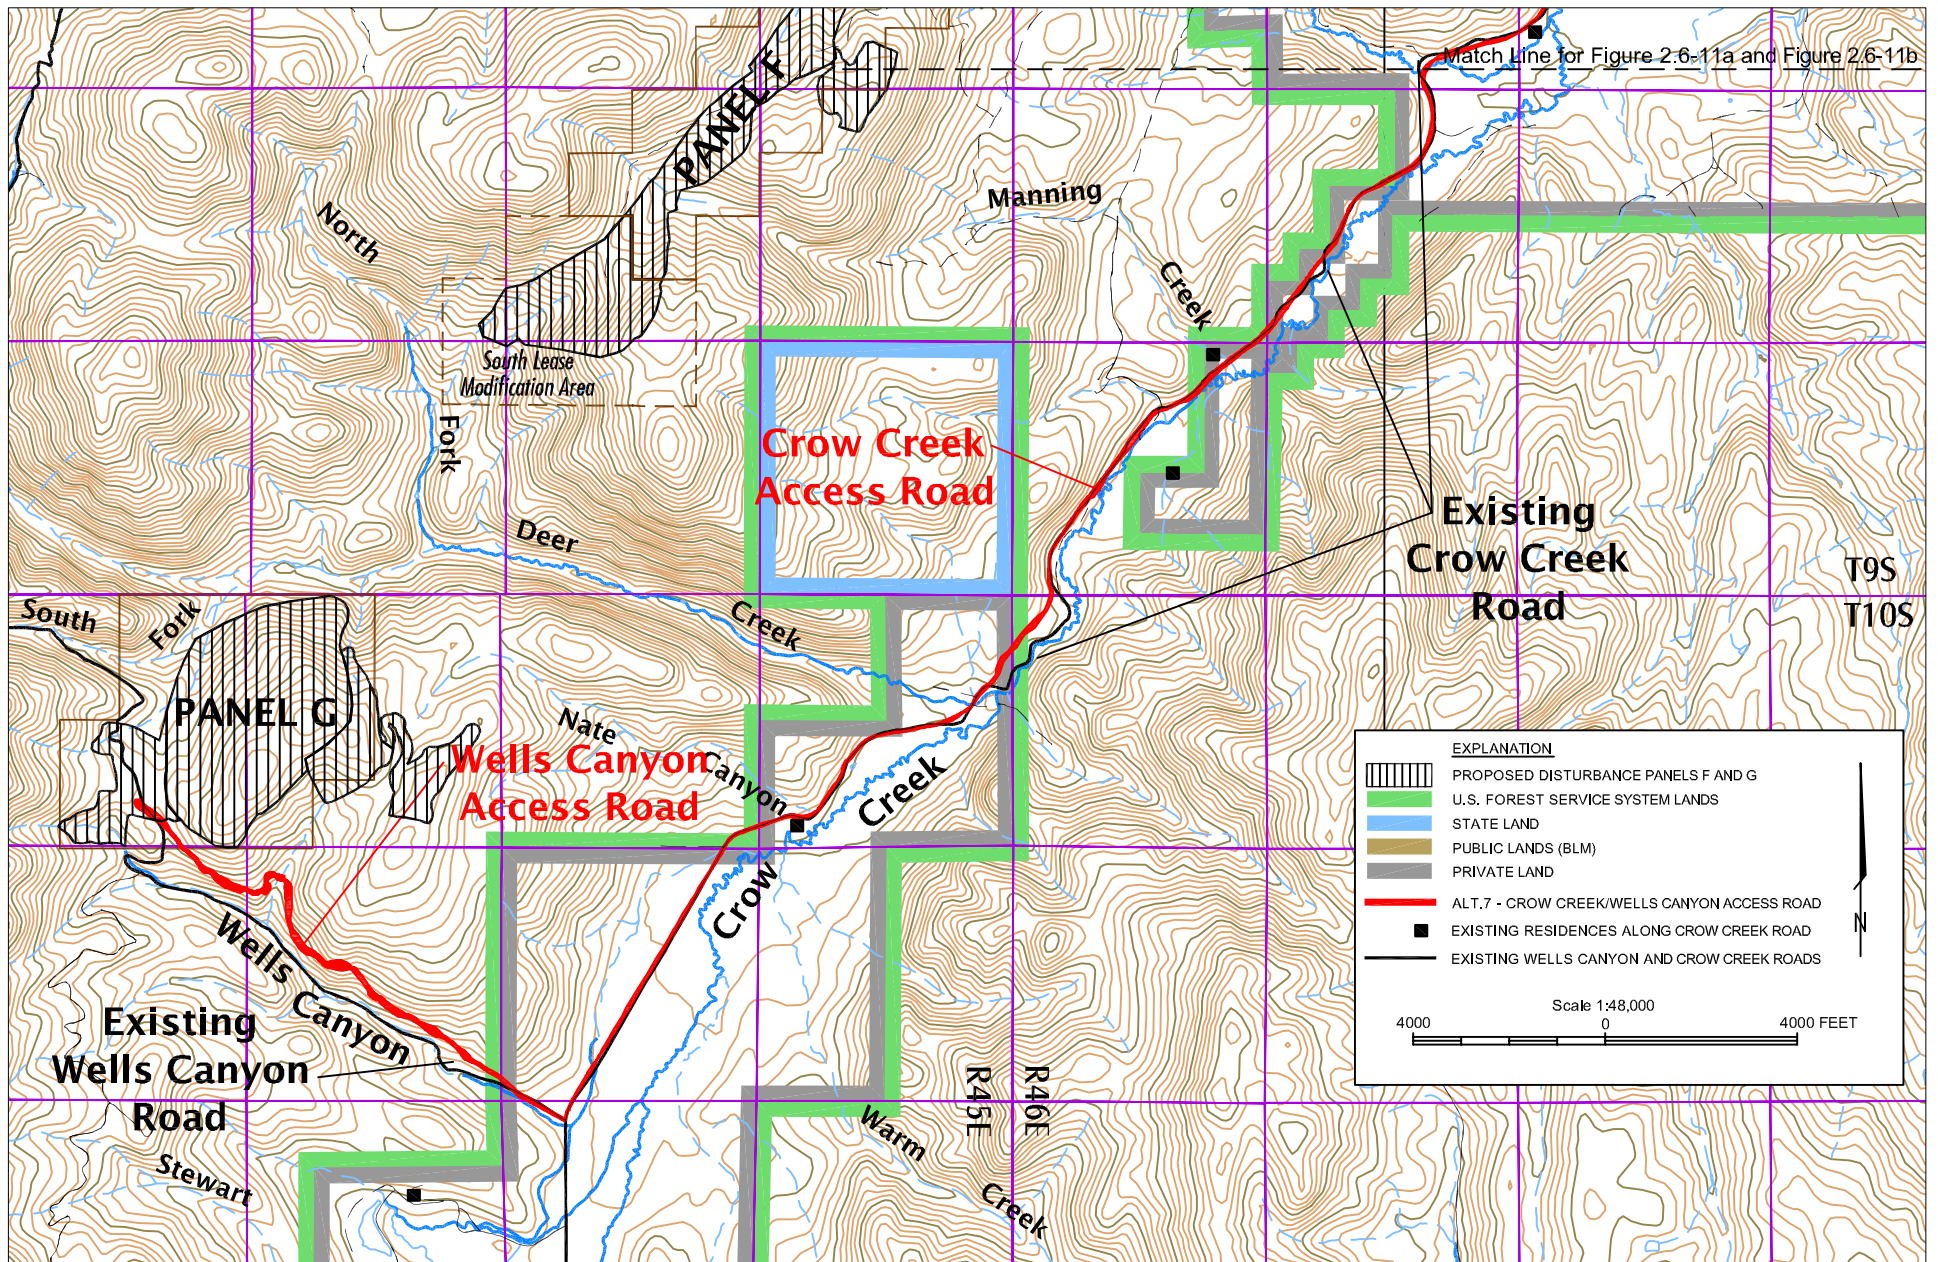 Match Line for Figure 2.6-11a and Figure 2.6-11b
PANEL F
Manning
Creek
North
Fork
South Lease
Modification Area
Crow Creek
Access Road
Deer
Creek
Existing
Crow Creek
Road
T9S
T10S
South
Fork
PANEL G
Nate
Canyon
Wells Canyon
Access Road
Crow
Creek
Wells
Canyon
Existing
Wells Canyon
Road
Stewart
R45E
R46E
Warm
Creek
EXPLANATION
PROPOSED DISTURBANCE PANELS F AND G
U.S. FOREST SERVICE SYSTEM LANDS
STATE LAND
PUBLIC LANDS (BLM)
PRIVATE LAND
ALT.7 - CROW CREEK/WELLS CANYON ACCESS ROAD
EXISTING RESIDENCES ALONG CROW CREEK ROAD
EXISTING WELLS CANYON AND CROW CREEK ROADS
N
Scale 1:48,000
4000 0 4000 FEET